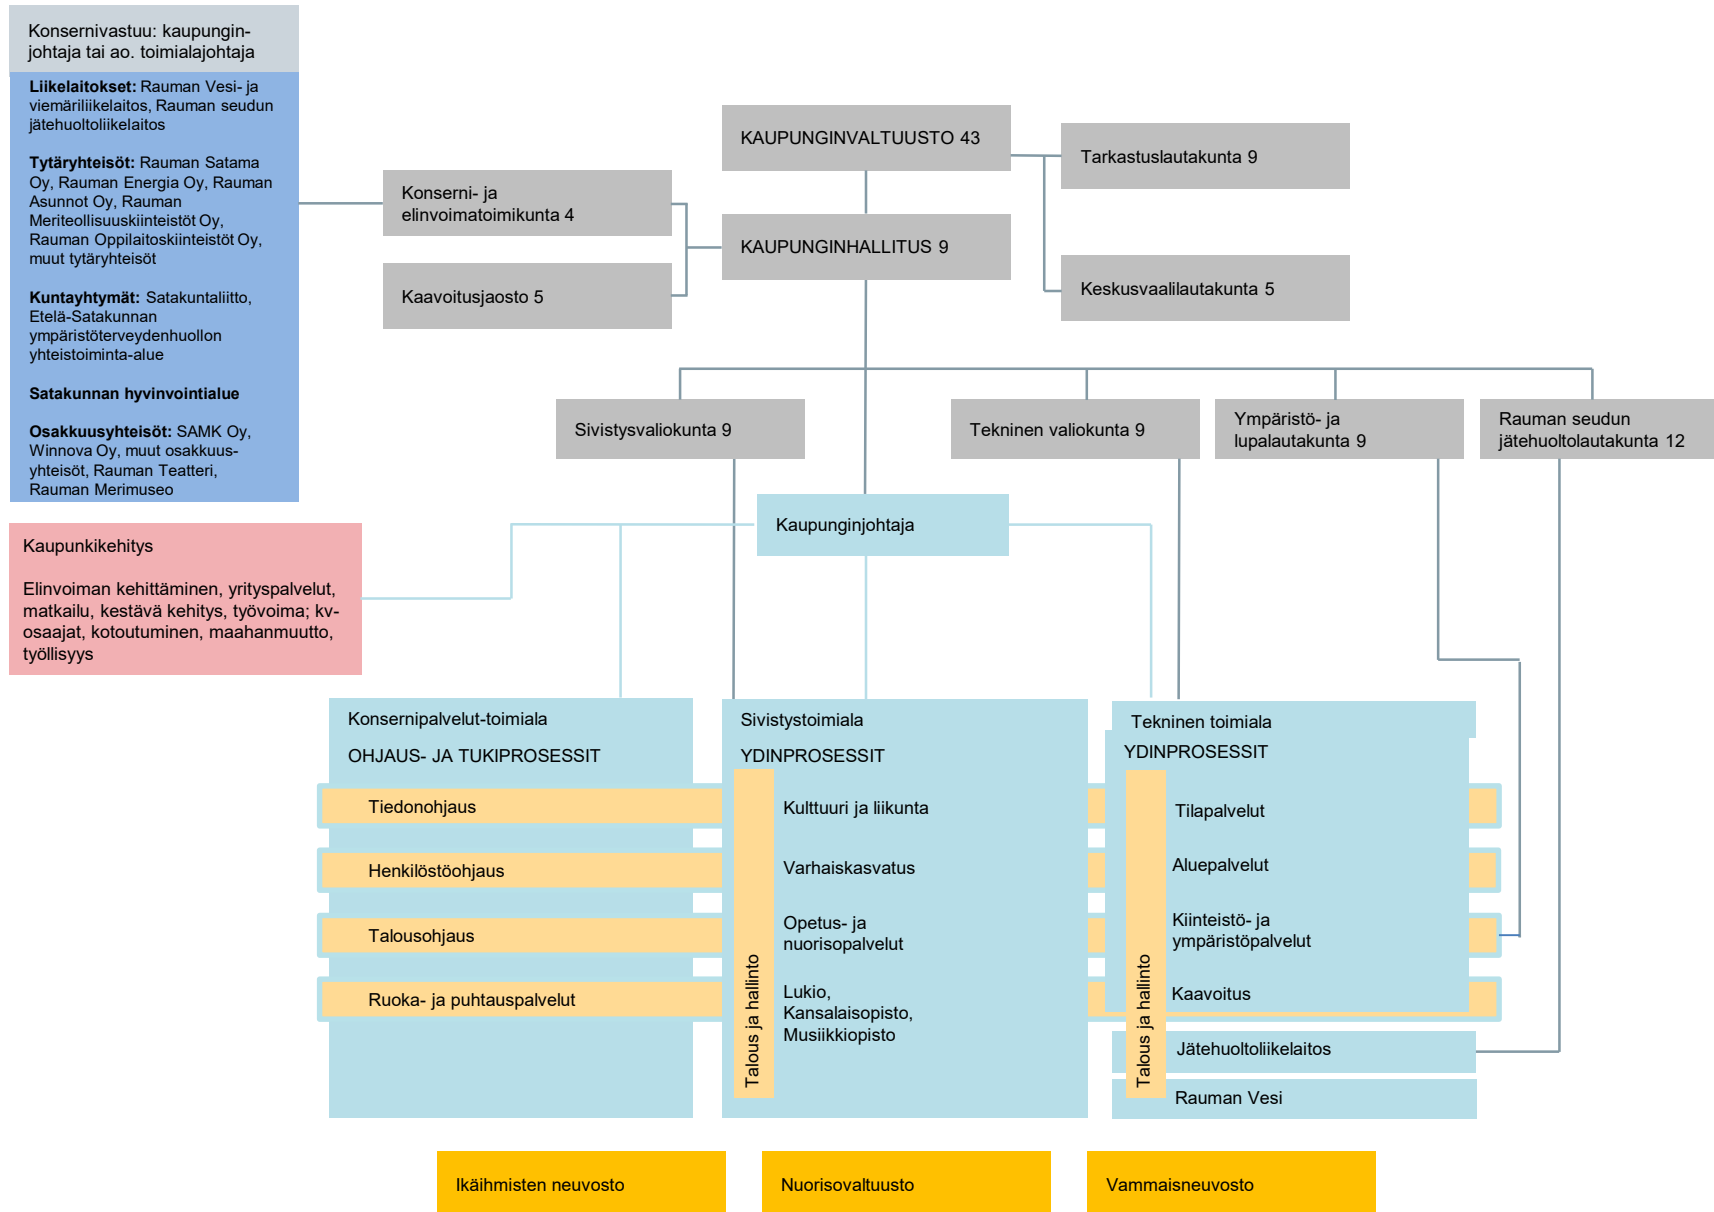 Konsernivastuu: kaupungin-
johtaja tai ao. toimialajohtaja
Liikelaitokset: Rauman Vesi- ja
viemäriliikelaitos, Rauman seudun
jätehuoltoliikelaitos
Tytäryhteisöt: Rauman Satama
Oy, Rauman Energia Oy, Rauman
Asunnot Oy, Rauman
Meriteollisuuskiinteistöt Oy,
Rauman Oppilaitoskiinteistöt Oy,
muut tytäryhteisöt
Kuntayhtymät: Satakuntaliitto,
Etelä-Satakunnan
ympäristöterveydenhuollon
yhteistoiminta-alue
Satakunnan hyvinvointialue
Osakkuusyhteisöt: SAMK Oy,
Winnova Oy, muut osakkuus-
yhteisöt, Rauman Teatteri,
Rauman Merimuseo
KAUPUNGINVALTUUSTO 43
Tarkastuslautakunta 9
Konserni- ja
elinvoimatoimikunta 4
KAUPUNGINHALLITUS 9
Kaavoitusjaosto 5
Keskusvaalilautakunta 5
Sivistysvaliokunta 9
Tekninen valiokunta 9
Ympäristö- ja
lupalautakunta 9
Rauman seudun
jätehuoltolautakunta 12
Kaupunginjohtaja
Kaupunkikehitys
Elinvoiman kehittäminen, yrityspalvelut,
matkailu, kestävä kehitys, työvoima; kv-
osaajat, kotoutuminen, maahanmuutto,
työllisyys
Konsernipalvelut-toimiala
OHJAUS- JA TUKIPROSESSIT
Tiedonohjaus
Henkilöstöohjaus
Talousohjaus
Ruoka- ja puhtauspalvelut
Sivistystoimiala
YDINPROSESSIT
Talous ja hallinto
Kulttuuri ja liikunta
Varhaiskasvatus
Opetus- ja
nuorisopalvelut
Lukio,
Kansalaisopisto,
Musiikkiopisto
Tekninen toimiala
YDINPROSESSIT
Talous ja hallinto
Tilapalvelut
Aluepalvelut
Kiinteistö- ja
ympäristöpalvelut
Kaavoitus
Jätehuoltoliikelaitos
Rauman Vesi
Ikäihmisten neuvosto
Nuorisovaltuusto
Vammaisneuvosto